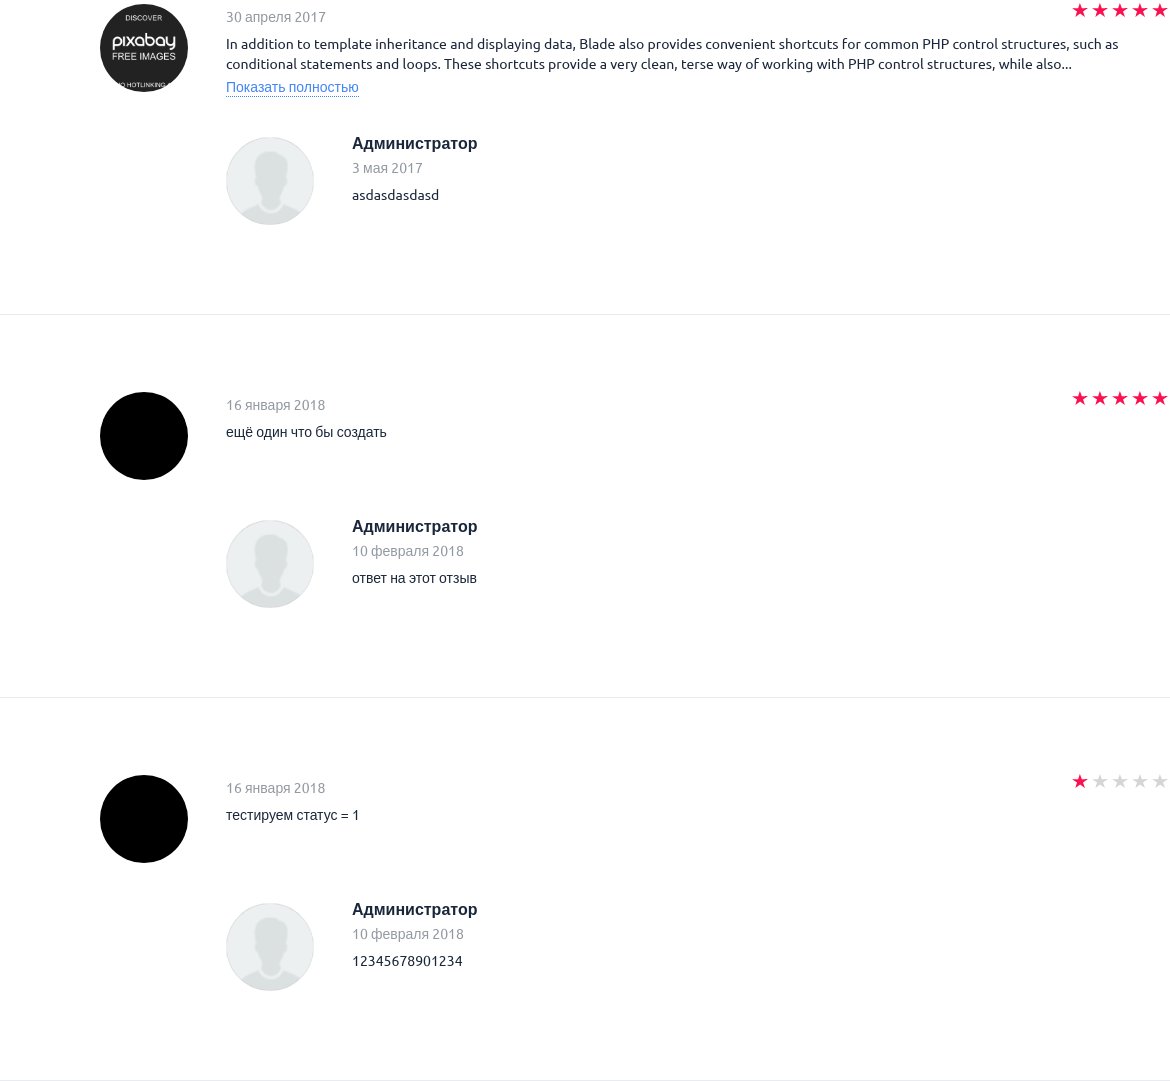 DISCOVER
pixabay
FREE IMAGES
NO HOTLINKING
30 апреля 2017
In addition to template inheritance and displaying data, Blade also provides convenient shortcuts for common PHP control structures, such as
conditional statements and loops. These shortcuts provide a very clean, terse way of working with PHP control structures, while also...
Показать полностью
Администратор
3 мая 2017
asdasdasdasd
16 января 2018
ещё один что бы создать
Администратор
10 февраля 2018
ответ на этот отзыв
16 января 2018
тестируем статус = 1
Администратор
10 февраля 2018
12345678901234